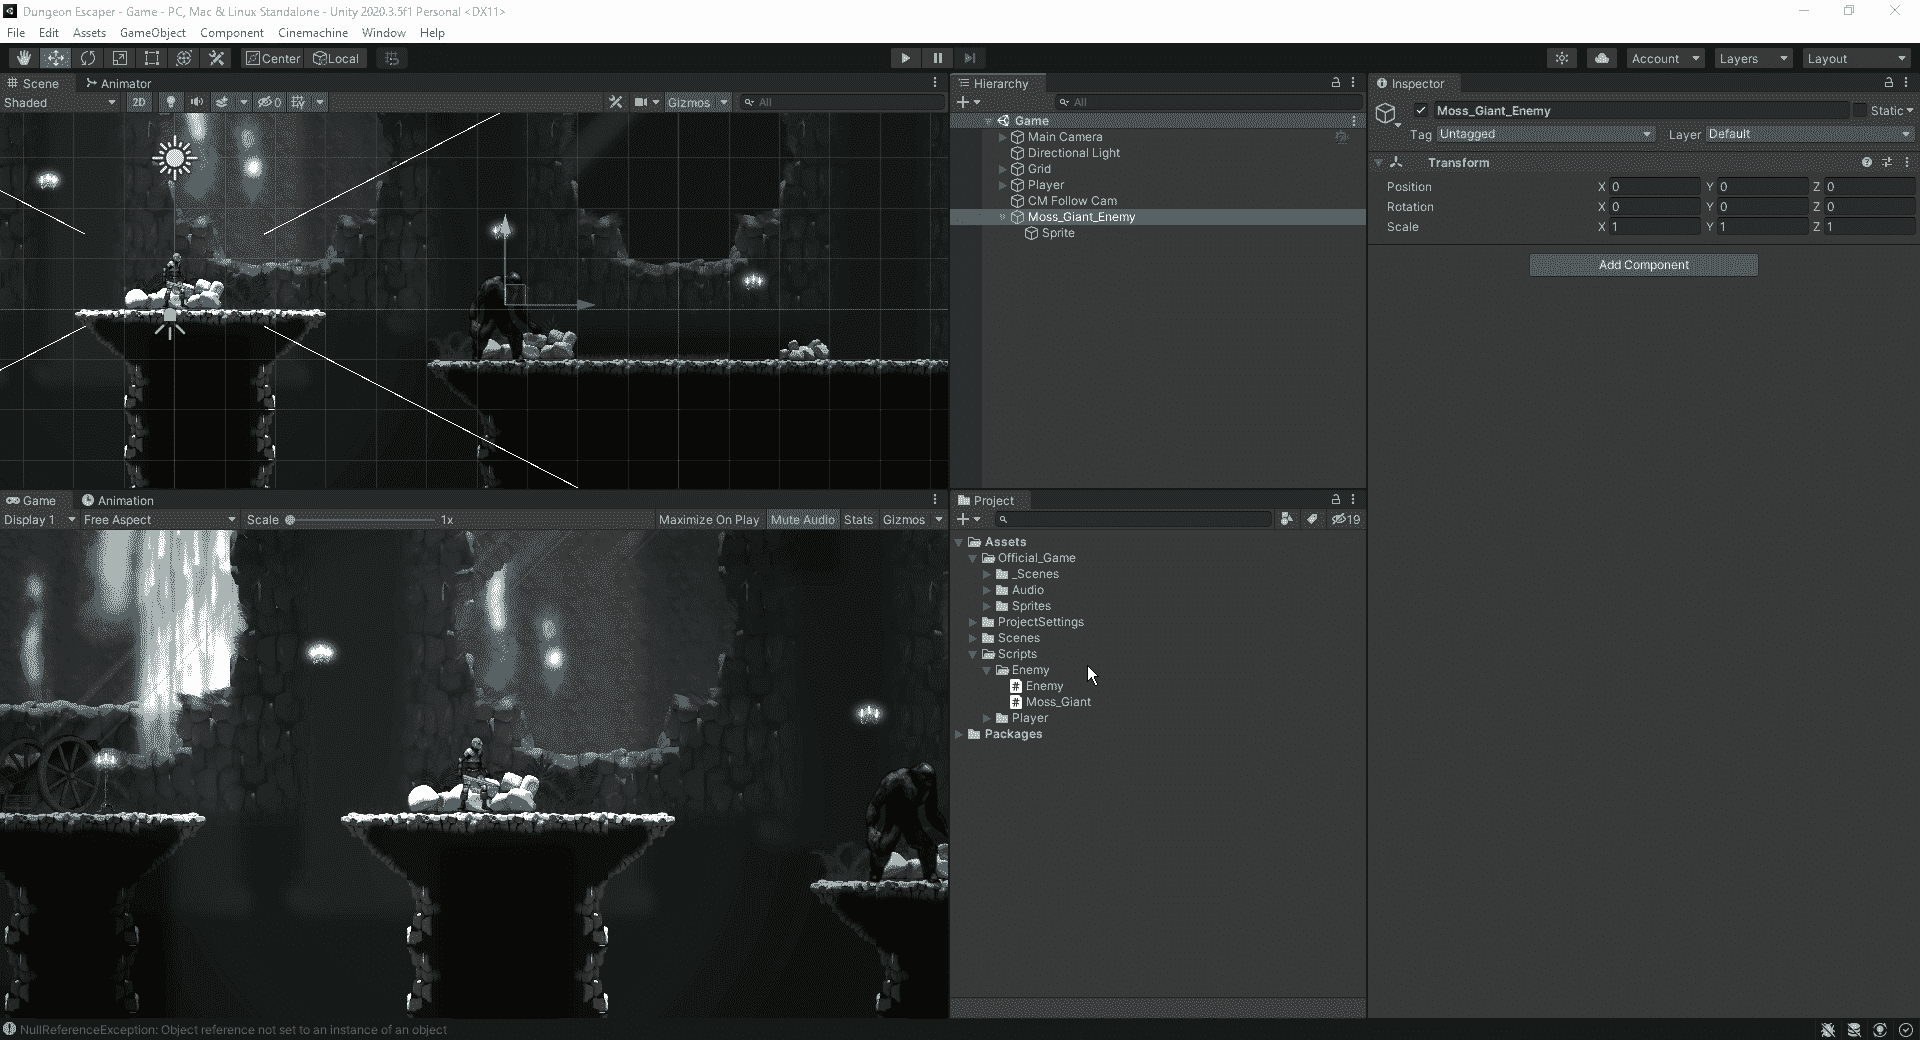 Dungeon Escaper - Game - PC, Mac & Linux Standalone - Unity 2020.3.5f1 Personal <DX11>
File Edit Assets GameObject Component Cinemachine Window Help
Center Local Account Layers Layout
Scene Animator
Shaded 2D 0 Gizmos All
Hierarchy
All
Game
Main Camera
Directional Light
Grid
Player
CM Follow Cam
Moss_Giant_Enemy
Sprite
Inspector
Moss_Giant_Enemy Static
Tag Untagged Layer Default
Transform
Position X 0 Y 0 Z 0
Rotation X 0 Y 0 Z 0
Scale X 1 Y 1 Z 1
Add Component
Game Animation
Display 1 Free Aspect Scale 1x Maximize On Play Mute Audio Stats Gizmos
Project
19
Assets
Official_Game
_Scenes
Audio
Sprites
ProjectSettings
Scenes
Scripts
Enemy
Enemy
Moss_Giant
Player
Packages
NullReferenceException: Object reference not set to an instance of an object